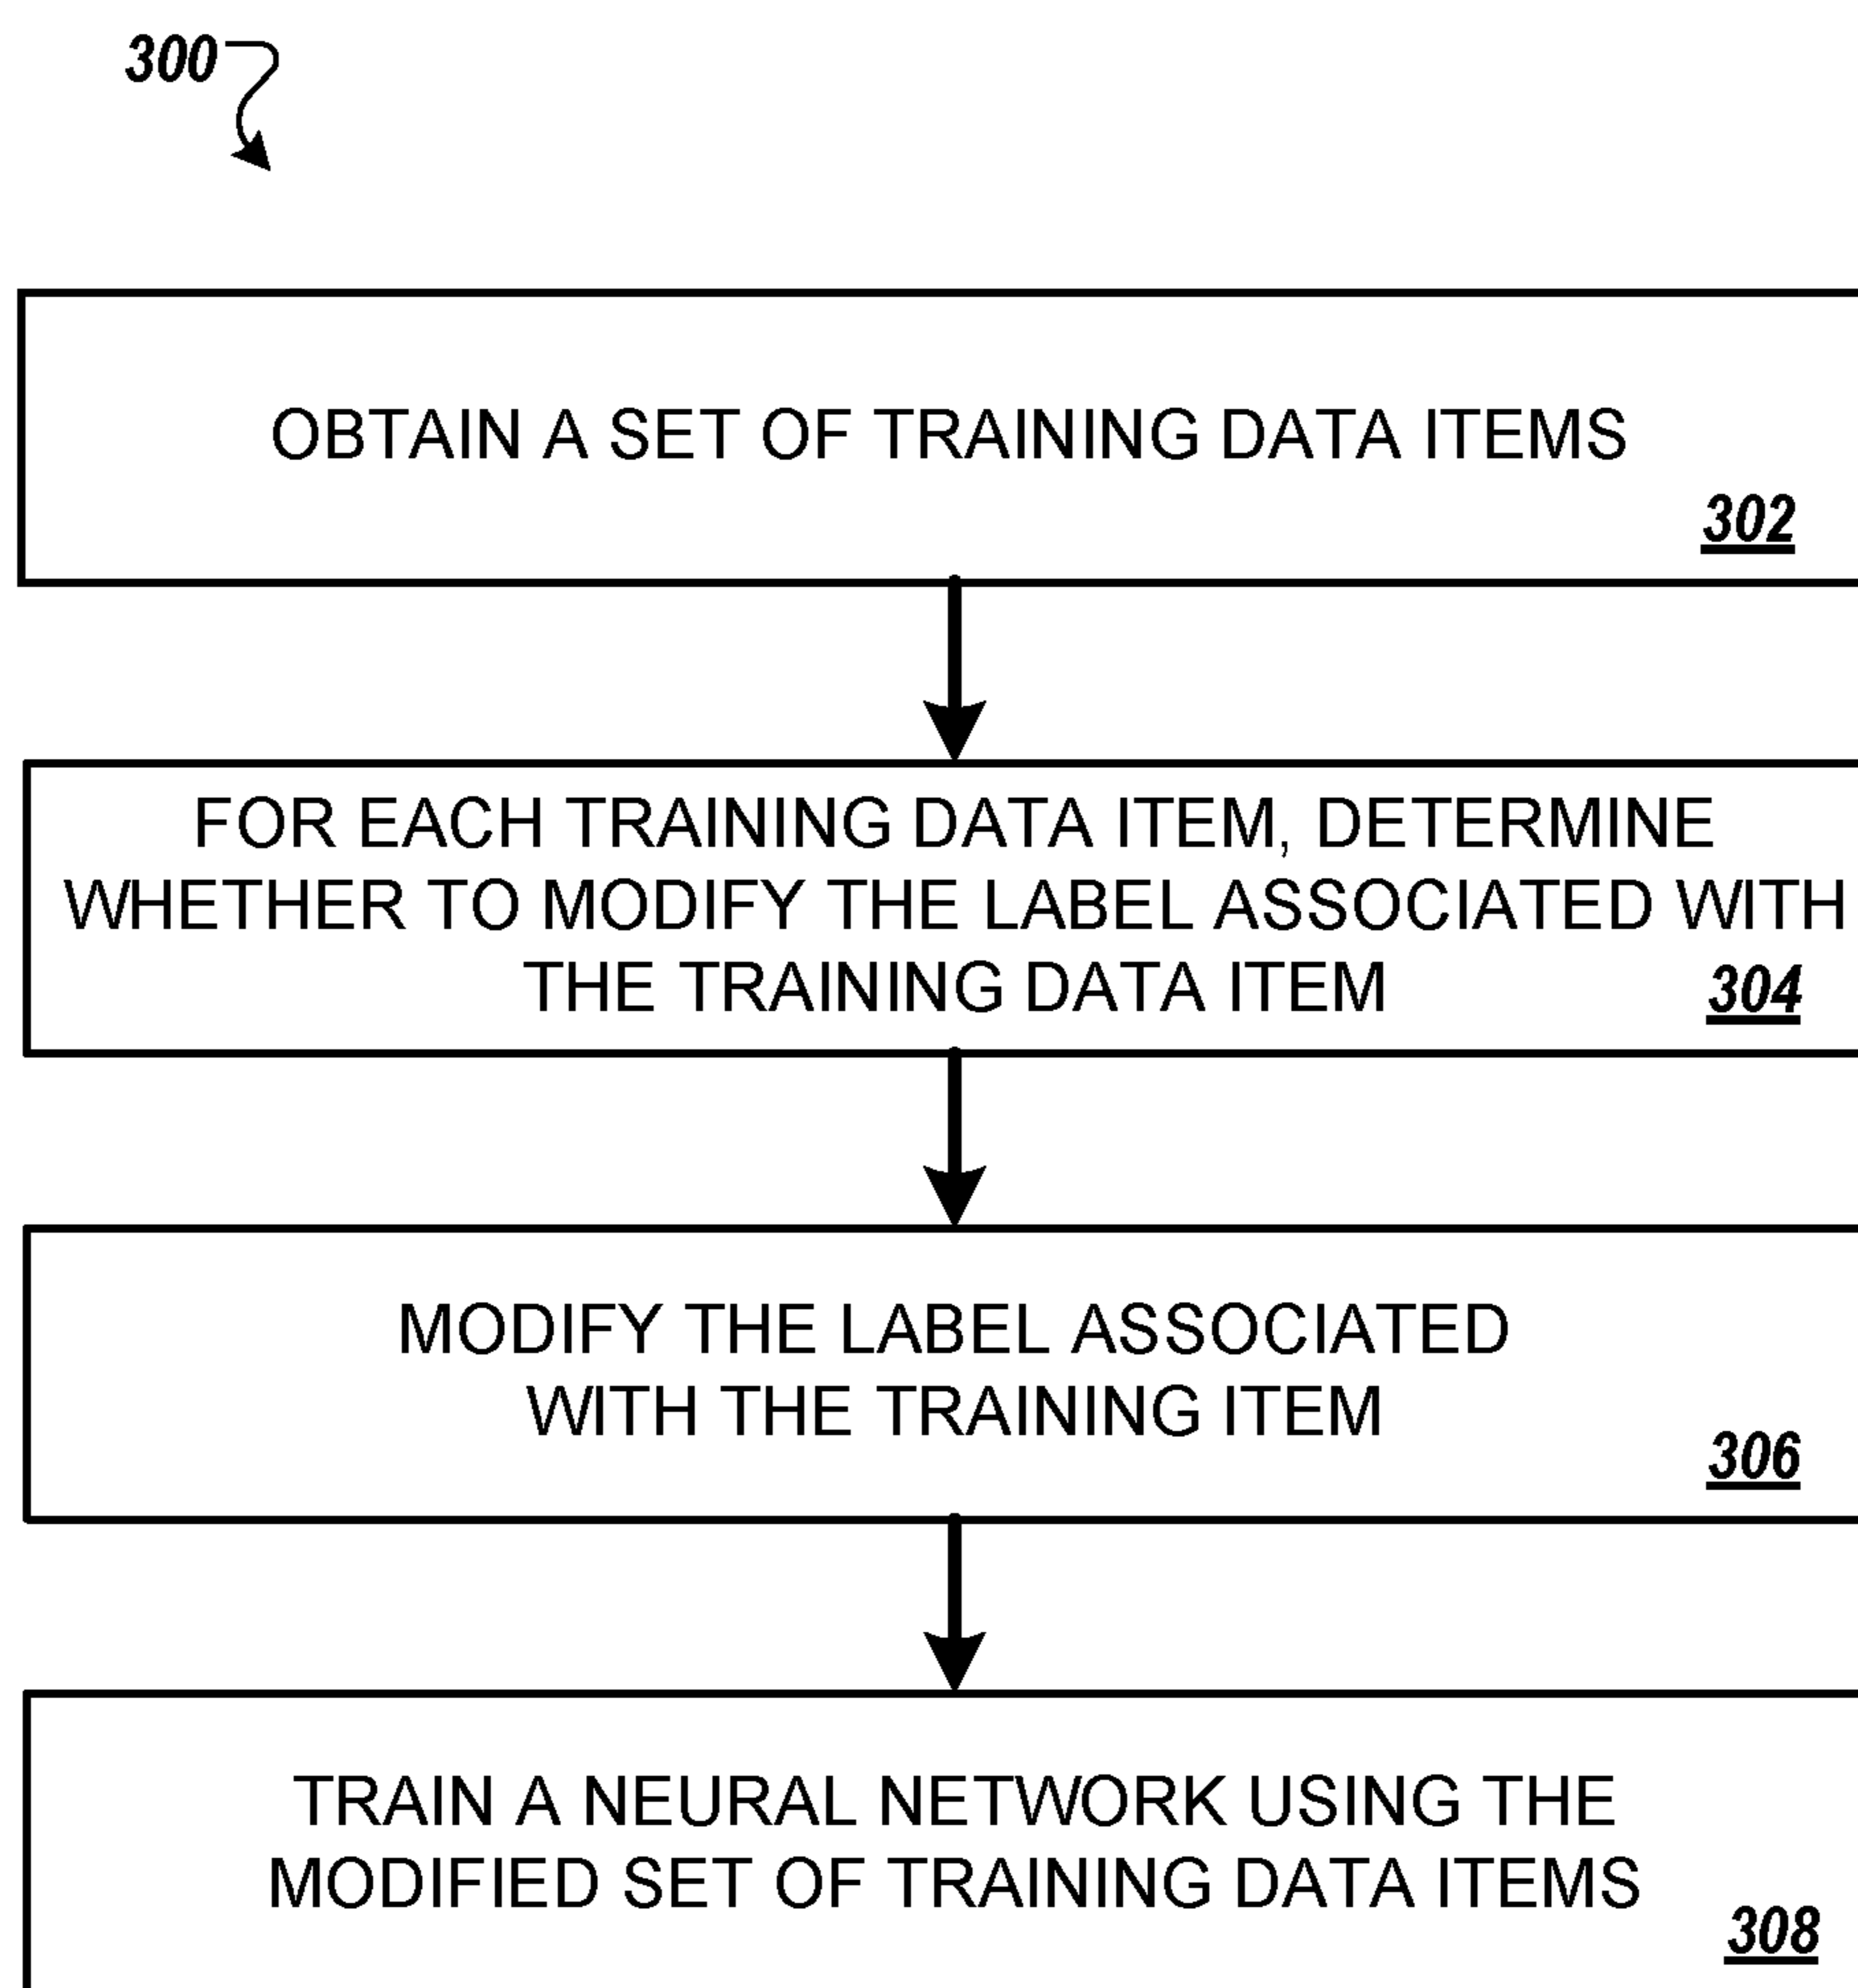 300
OBTAIN A SET OF TRAINING DATA ITEMS
302
FOR EACH TRAINING DATA ITEM, DETERMINE
WHETHER TO MODIFY THE LABEL ASSOCIATED WITH
THE TRAINING DATA ITEM
304
MODIFY THE LABEL ASSOCIATED
WITH THE TRAINING ITEM
306
TRAIN A NEURAL NETWORK USING THE
MODIFIED SET OF TRAINING DATA ITEMS
308